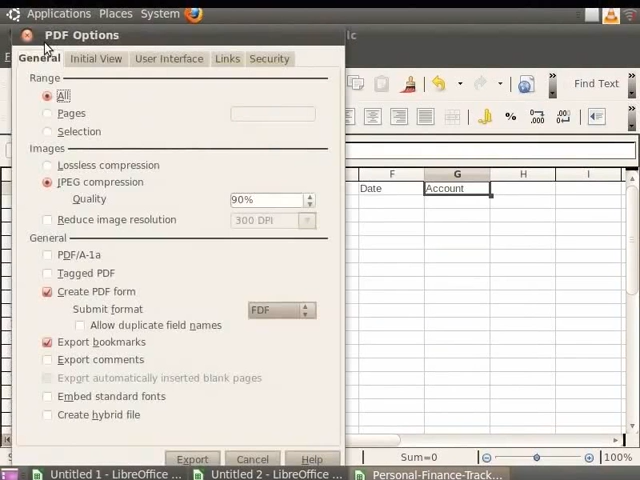 Applications Places System
PDF Options
lc
General Initial View User Interface Links Security
Range
All
Pages
Selection
Images
Lossless compression
JPEG compression
Quality 90%
Reduce image resolution 300 DPI
General
PDF/A-1a
Tagged PDF
Create PDF form
Submit format FDF
Allow duplicate field names
Export bookmarks
Export comments
Export automatically inserted blank pages
Embed standard fonts
Create hybrid file
Export Cancel Help
Find Text
% 0.00 .000
F G H I
Date Account
Sum=0 100%
Untitled 1 - LibreOffice ... Untitled 2 - LibreOffice ... Personal-Finance-Track...